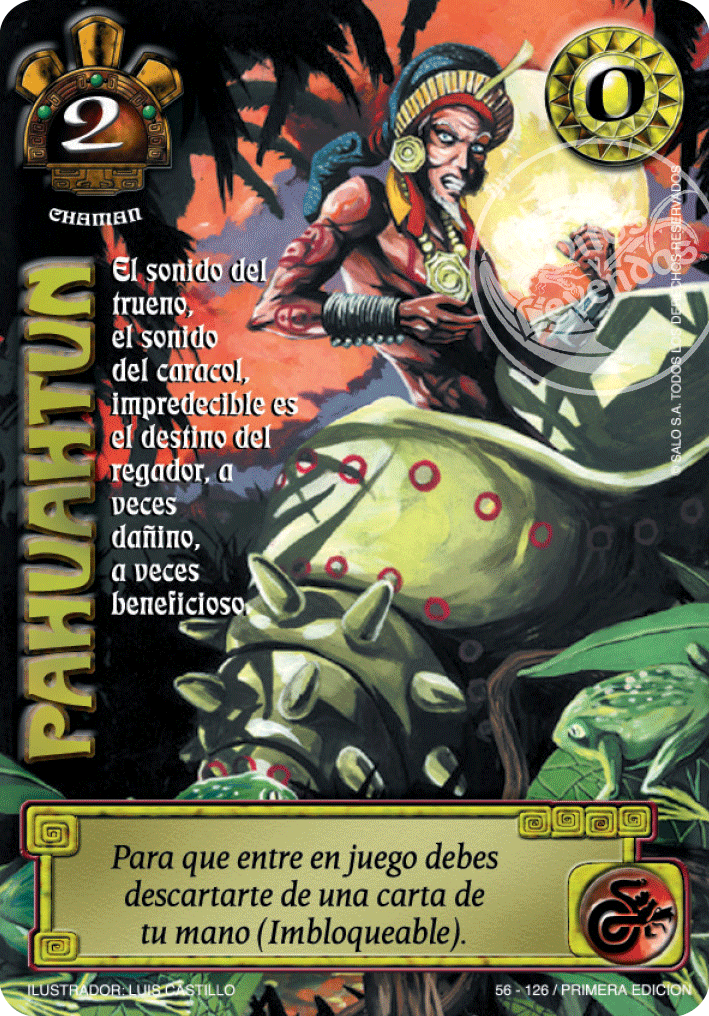 2
0
CHAMAN
PAHUAHTUN
El sonido del
trueno,
el sonido
del caracol,
impredecible es
el destino del
regador, a
veces
dañino,
a veces
beneficioso.
Leyendas
© SALO S.A. TODOS LOS DERECHOS RESERVADOS
Para que entre en juego debes
descartarte de una carta de
tu mano (Imbloqueable).
ILUSTRADOR: LUIS CASTILLO
56 - 126 / PRIMERA EDICION